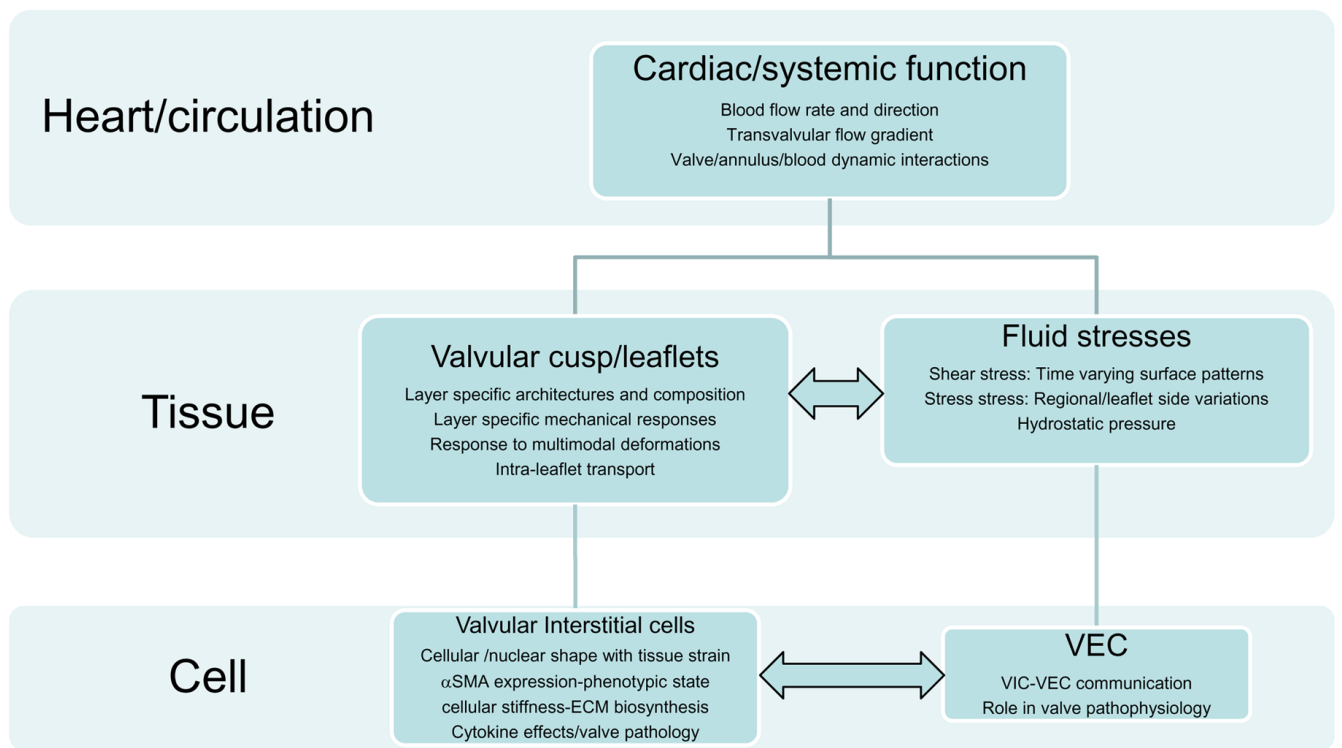 Heart/circulation
Cardiac/systemic function
Blood flow rate and direction
Transvalvular flow gradient
Valve/annulus/blood dynamic interactions
Tissue
Valvular cusp/leaflets
Layer specific architectures and composition
Layer specific mechanical responses
Response to multimodal deformations
Intra-leaflet transport
Fluid stresses
Shear stress: Time varying surface patterns
Stress stress: Regional/leaflet side variations
Hydrostatic pressure
Cell
Valvular Interstitial cells
Cellular /nuclear shape with tissue strain
αSMA expression-phenotypic state
cellular stiffness-ECM biosynthesis
Cytokine effects/valve pathology
VEC
VIC-VEC communication
Role in valve pathophysiology